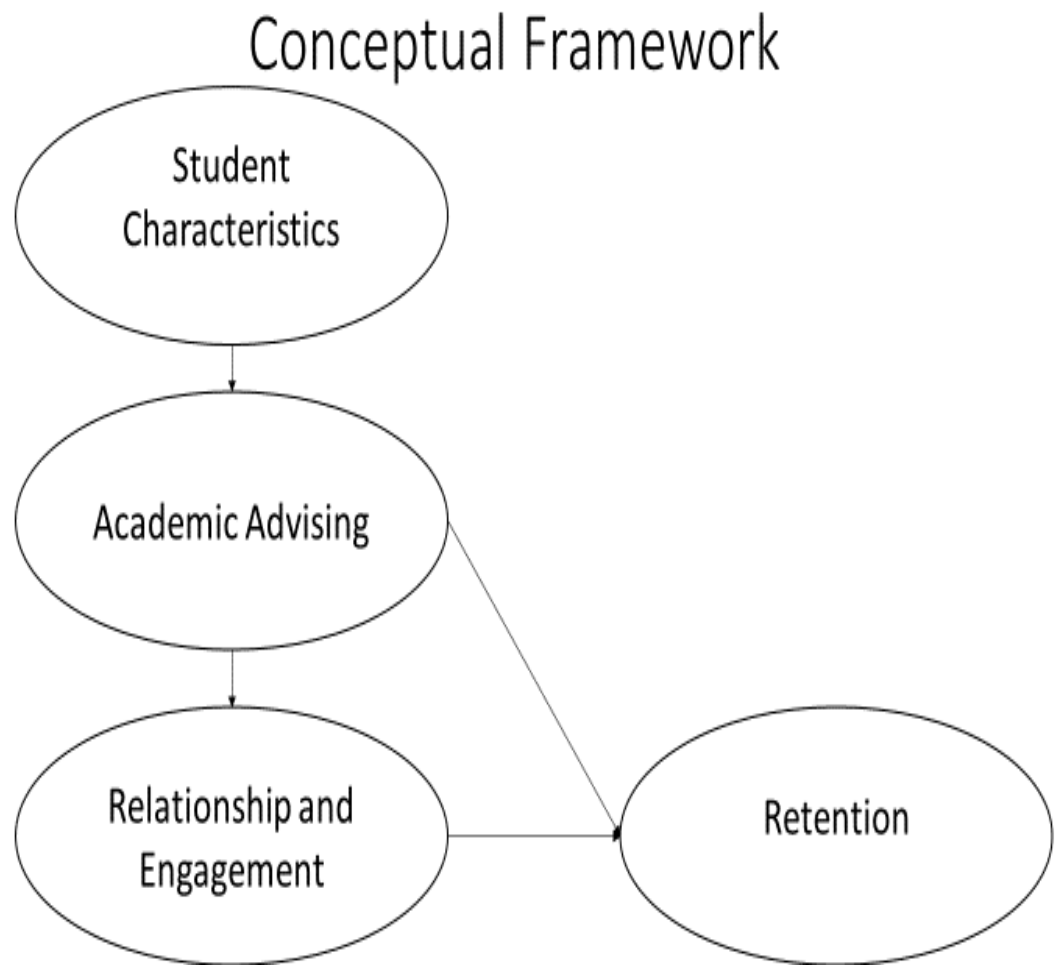 Conceptual Framework
Student
Characteristics
Academic Advising
Relationship and
Engagement
Retention